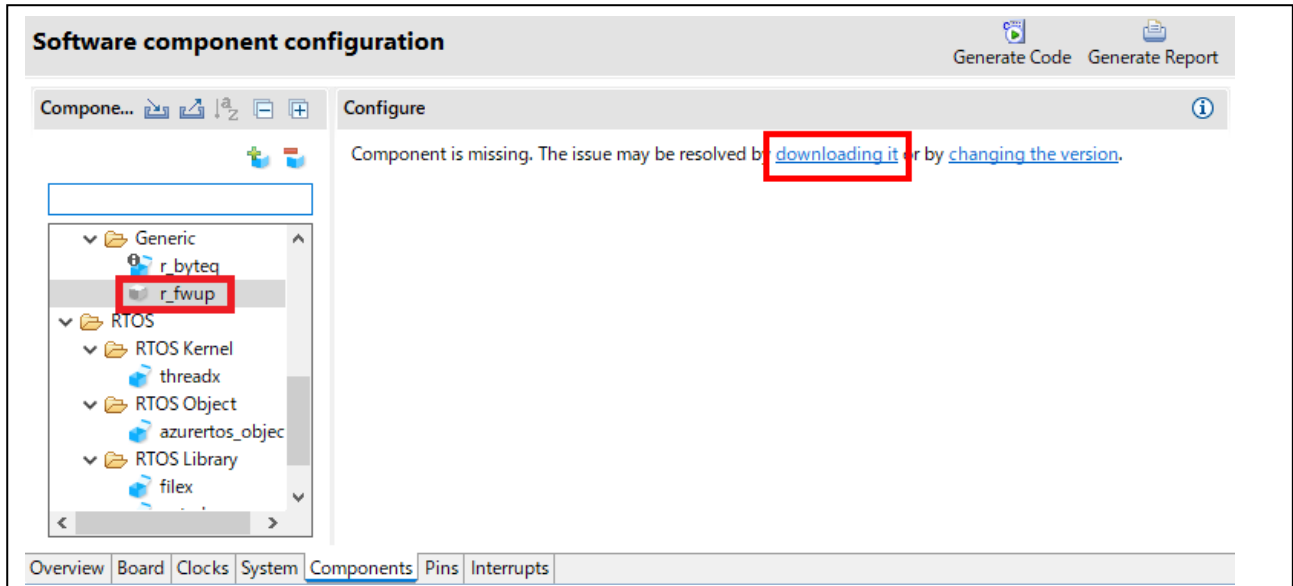 Software component configuration
Generate Code
Generate Report
Compone...
Configure
Component is missing. The issue may be resolved by downloading it or by changing the version.
Generic
r_byteq
r_fwup
RTOS
RTOS Kernel
threadx
RTOS Object
azurertos_objec
RTOS Library
filex
Overview Board Clocks System Components Pins Interrupts